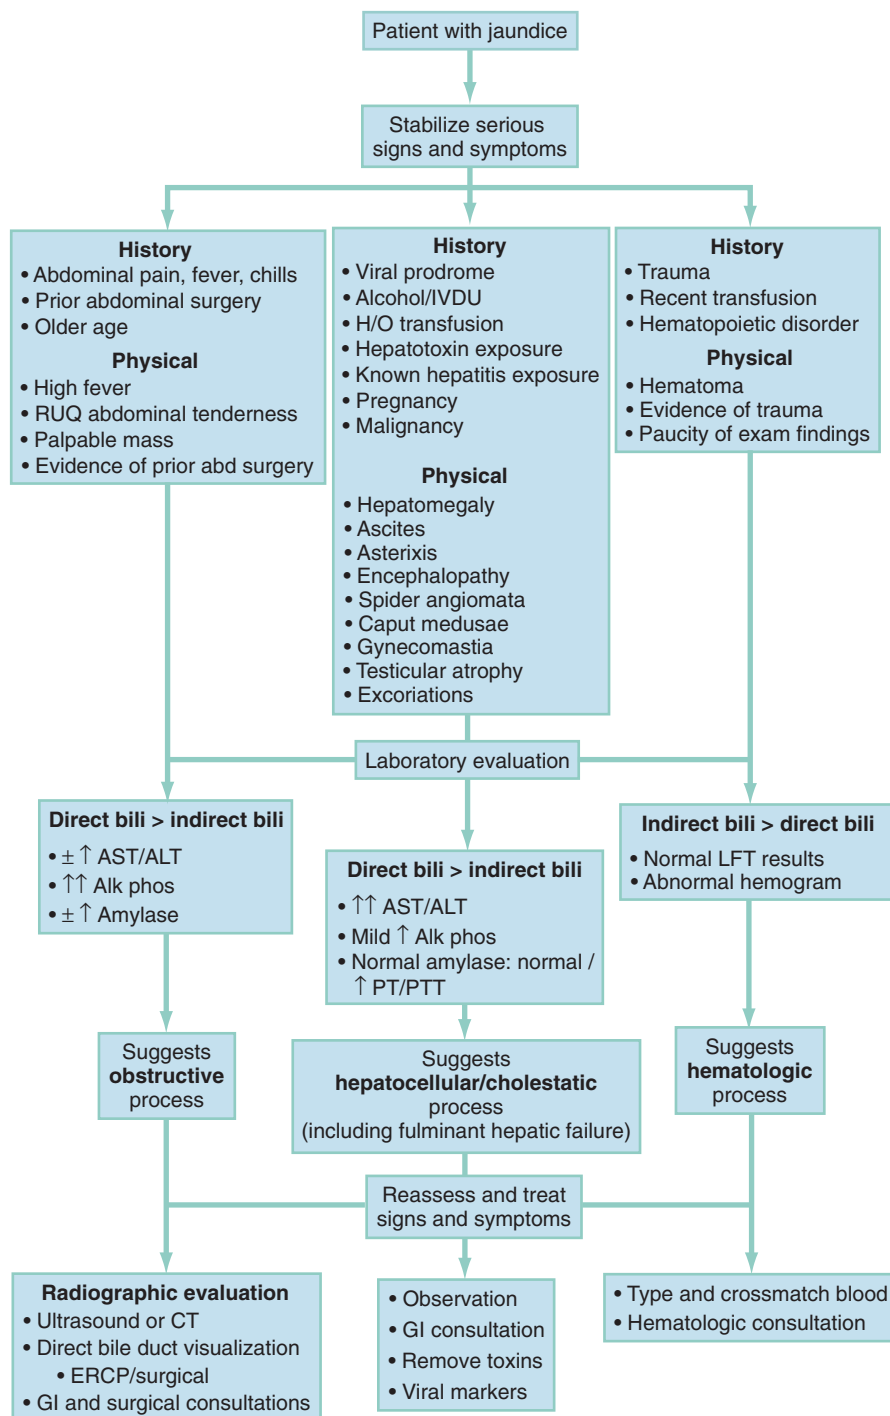 Patient with jaundice
Stabilize serious
signs and symptoms
History
• Abdominal pain, fever, chills
• Prior abdominal surgery
• Older age
Physical
• High fever
• RUQ abdominal tenderness
• Palpable mass
• Evidence of prior abd surgery
History
• Viral prodrome
• Alcohol/IVDU
• H/O transfusion
• Hepatotoxin exposure
• Known hepatitis exposure
• Pregnancy
• Malignancy
Physical
• Hepatomegaly
• Ascites
• Asterixis
• Encephalopathy
• Spider angiomata
• Caput medusae
• Gynecomastia
• Testicular atrophy
• Excoriations
History
• Trauma
• Recent transfusion
• Hematopoietic disorder
Physical
• Hematoma
• Evidence of trauma
• Paucity of exam findings
Laboratory evaluation
Direct bili > indirect bili
• ± ↑ AST/ALT
• ↑↑ Alk phos
• ± ↑ Amylase
Direct bili > indirect bili
• ↑↑ AST/ALT
• Mild ↑ Alk phos
• Normal amylase: normal /
↑ PT/PTT
Indirect bili > direct bili
• Normal LFT results
• Abnormal hemogram
Suggests
obstructive
process
Suggests
hepatocellular/cholestatic
process
(including fulminant hepatic failure)
Suggests
hematologic
process
Reassess and treat
signs and symptoms
Radiographic evaluation
• Ultrasound or CT
• Direct bile duct visualization
• ERCP/surgical
• GI and surgical consultations
• Observation
• GI consultation
• Remove toxins
• Viral markers
• Type and crossmatch blood
• Hematologic consultation